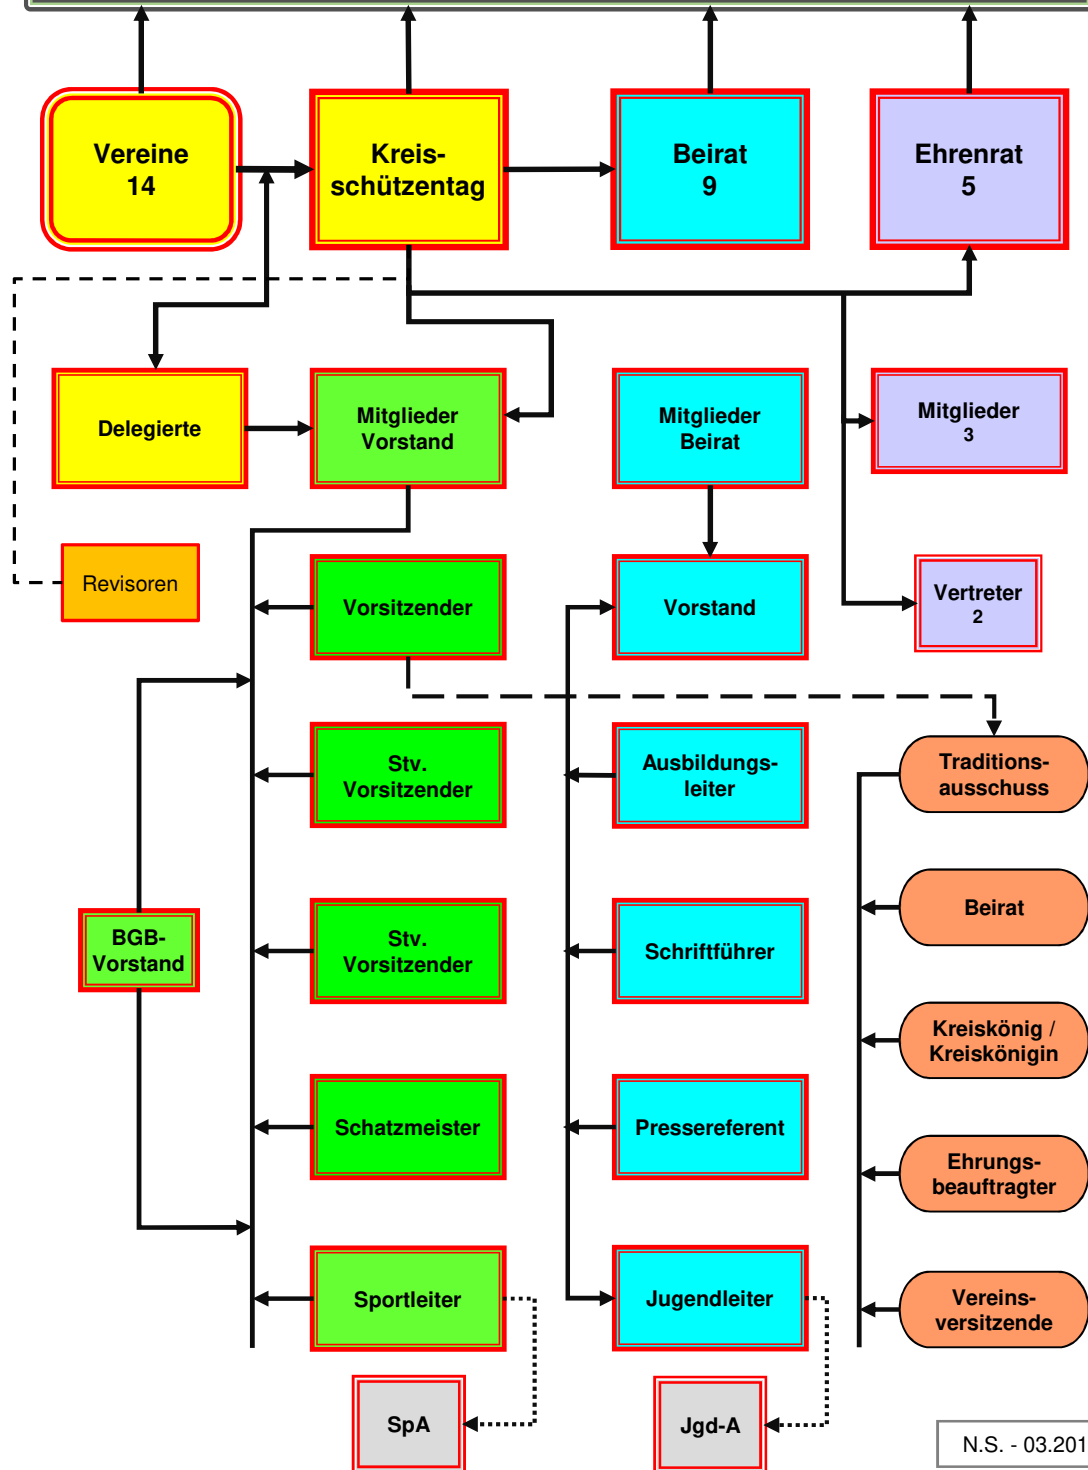 Vereine
14
Kreis-
schützentag
Beirat
9
Ehrenrat
5
Delegierte
Mitglieder
Vorstand
Mitglieder
Beirat
Mitglieder
3
Revisoren
Vorsitzender
Vorstand
Vertreter
2
Stv.
Vorsitzender
Ausbildungs-
leiter
Traditions-
ausschuss
BGB-
Vorstand
Stv.
Vorsitzender
Schriftführer
Beirat
Kreiskönig /
Kreiskönigin
Schatzmeister
Pressereferent
Ehrungs-
beauftragter
Sportleiter
Jugendleiter
Vereins-
versitzende
SpA
Jgd-A
N.S. - 03.201